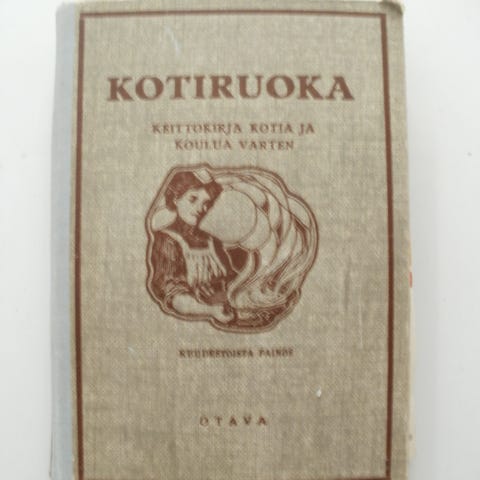 KOTIRUOKA
KEITTOKIRJA KOTIA JA
KOULUA VARTEN
KUUDESTOISTA PAINOS
OTAVA